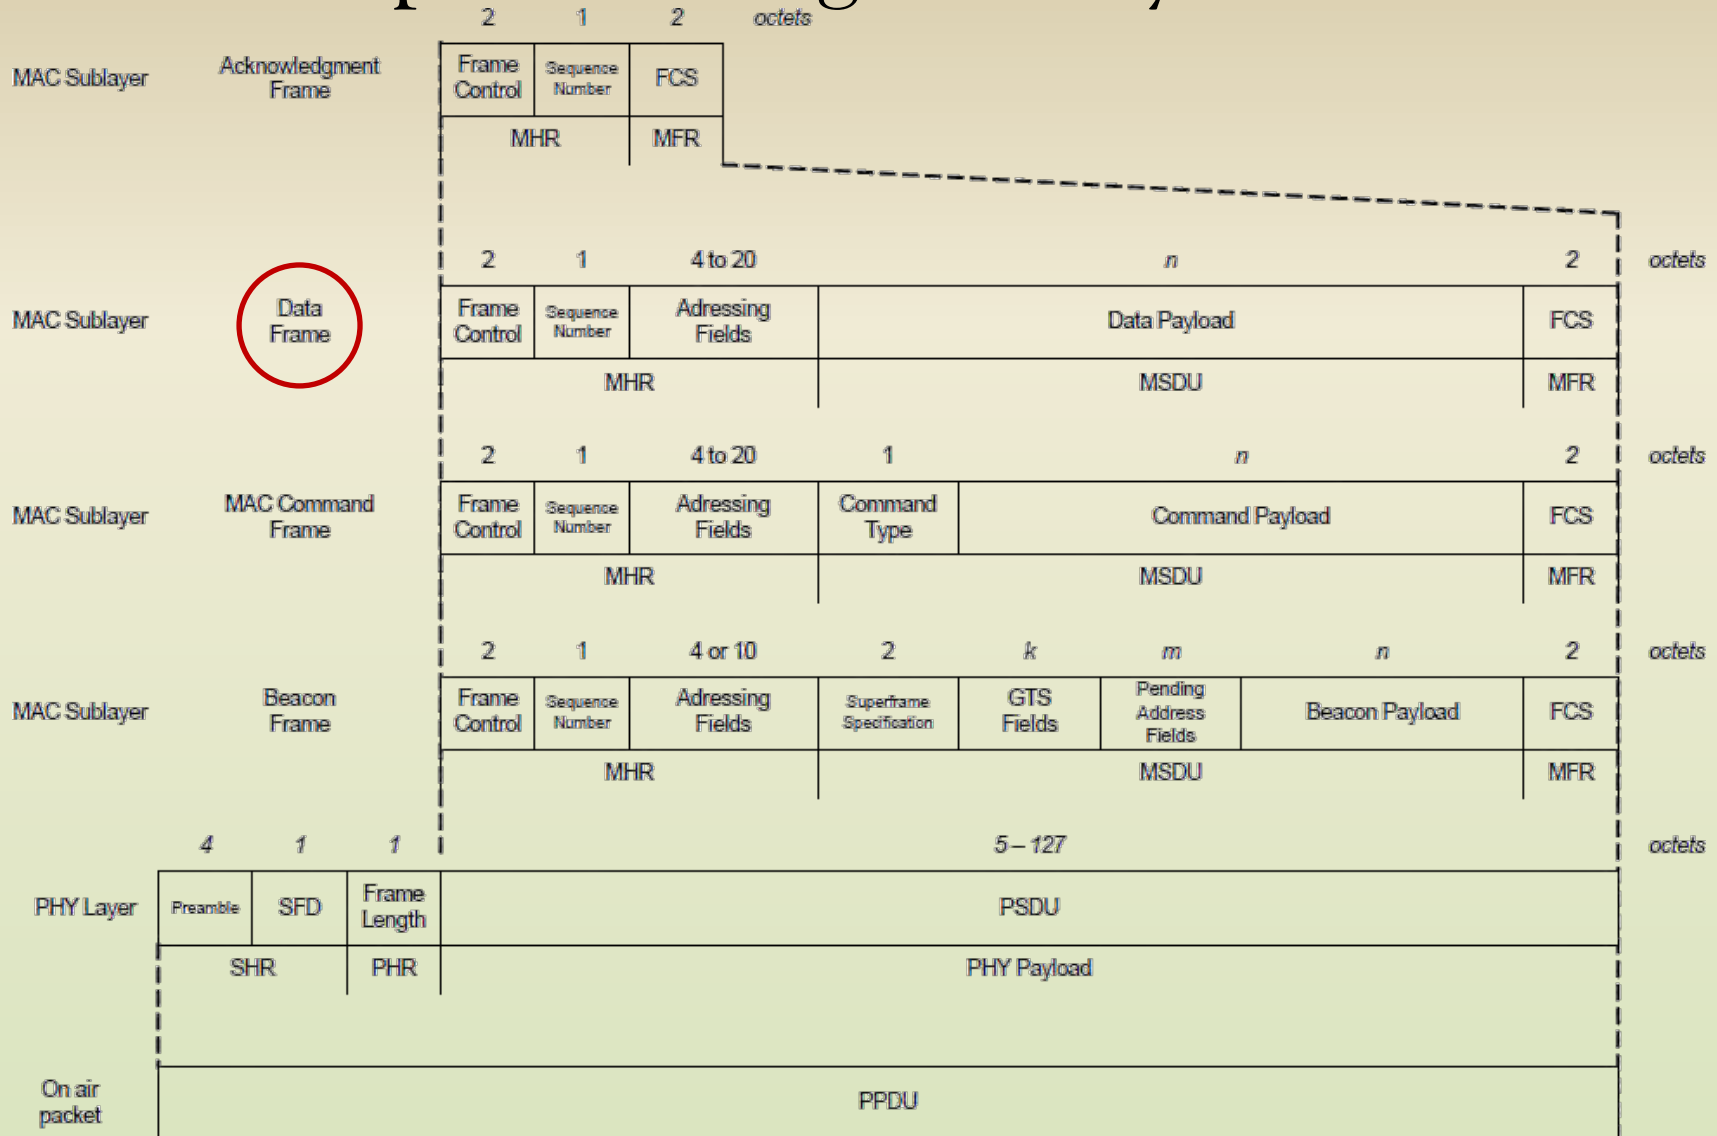 2 1 2 octets
MAC Sublayer Acknowledgment Frame Frame Control Sequence Number FCS
MHR MFR
2 1 4 to 20 n 2 octets
MAC Sublayer Data Frame Frame Control Sequence Number Adressing Fields Data Payload FCS
MHR MSDU MFR
2 1 4 to 20 1 n 2 octets
MAC Sublayer MAC Command Frame Frame Control Sequence Number Adressing Fields Command Type Command Payload FCS
MHR MSDU MFR
2 1 4 or 10 2 k m n 2 octets
MAC Sublayer Beacon Frame Frame Control Sequence Number Adressing Fields Superframe Specification GTS Fields Pending Address Fields Beacon Payload FCS
MHR MSDU MFR
4 1 1 5 – 127 octets
PHY Layer Preamble SFD Frame Length PSDU
SHR PHR PHY Payload
On air packet PPDU